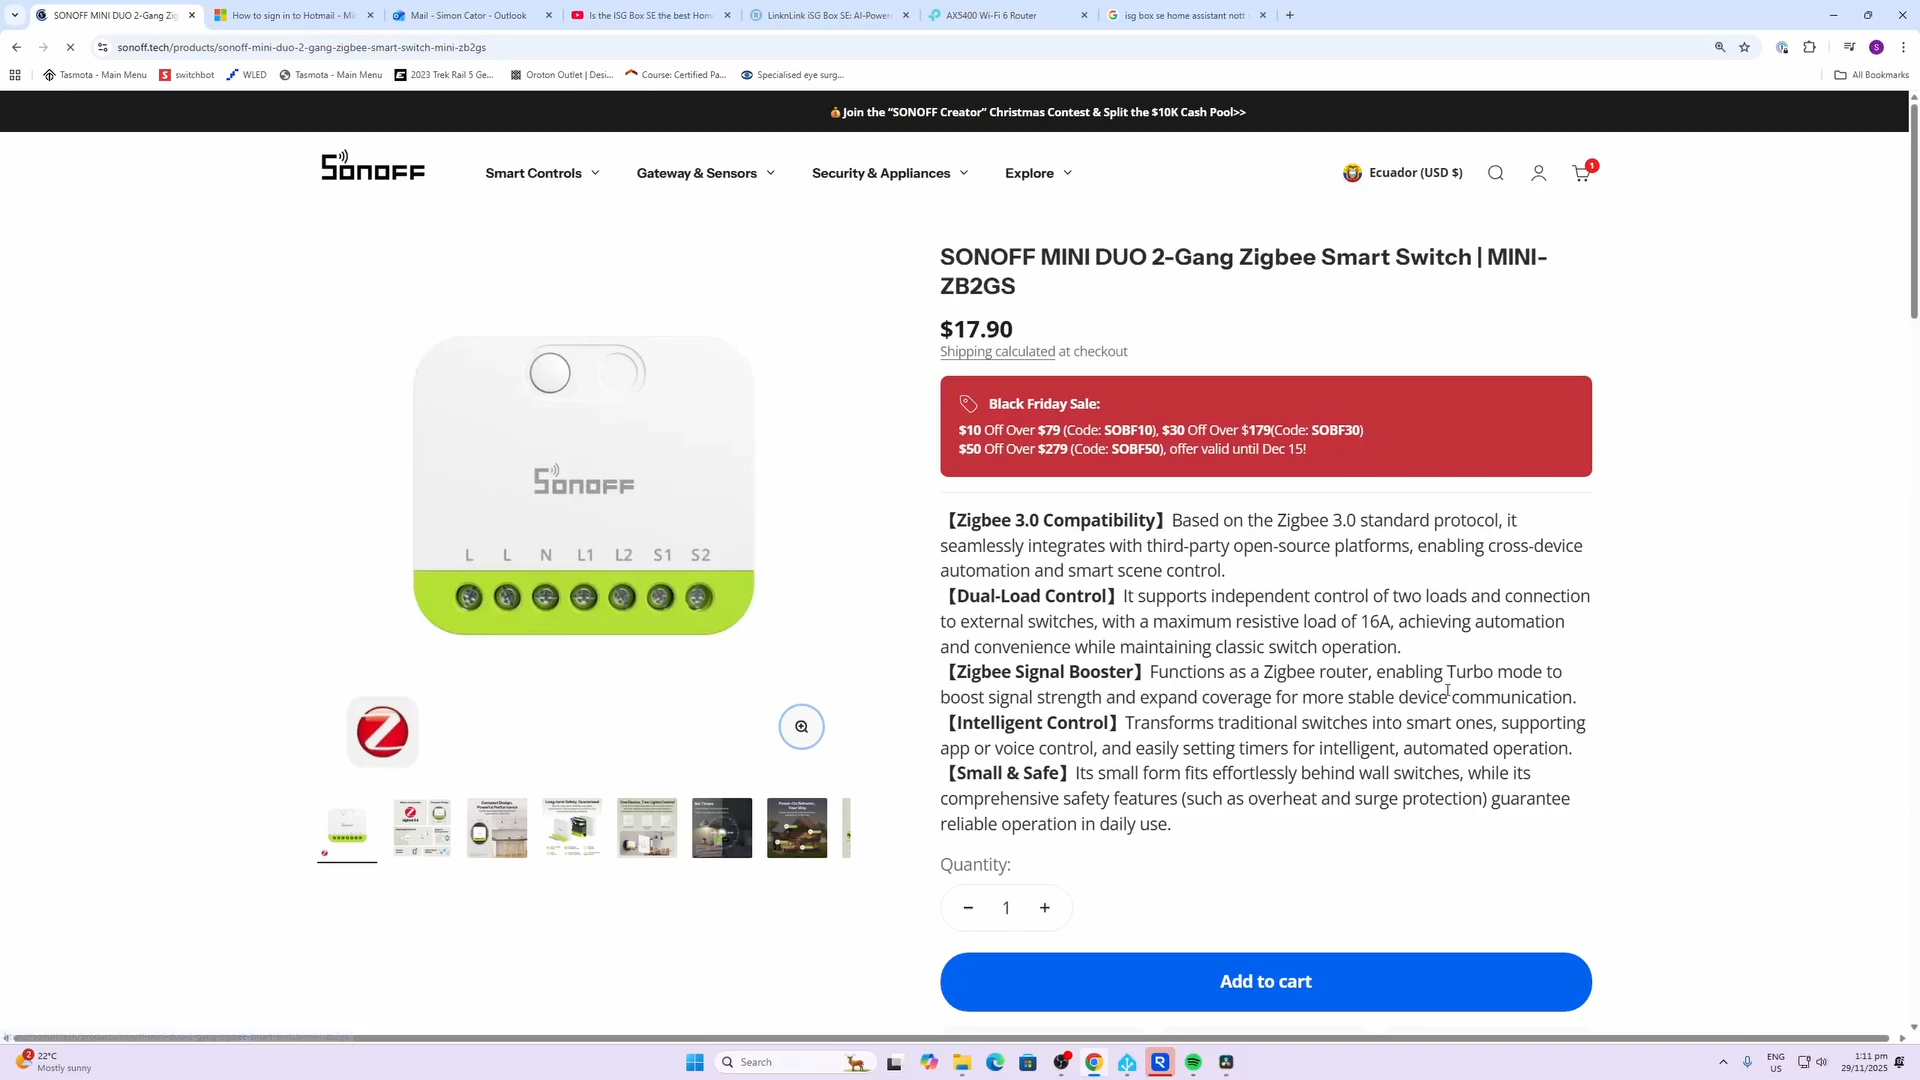 SONOFF MINI DUO 2-Gang Zig
How to sign in to Hotmail - Mic
Mail - Simon Cator - Outlook
Is the ISG Box SE the best Hom
LinknLink iSG Box SE: AI-Power
AX5400 Wi-Fi 6 Router
isg box se home assistant nott
sonoff.tech/products/sonoff-mini-duo-2-gang-zigbee-smart-switch-mini-zb2gs
S
Tasmota - Main Menu
switchbot
WLED
Tasmota - Main Menu
2023 Trek Rail 5 Ge...
Oroton Outlet | Desi...
Course: Certified Pa...
Specialised eye surg...
All Bookmarks
Join the “SONOFF Creator” Christmas Contest & Split the $10K Cash Pool>>
SONOFF
Smart Controls
Gateway & Sensors
Security & Appliances
Explore
Ecuador (USD $)
1
SONOFF MINI DUO 2-Gang Zigbee Smart Switch | MINI-
ZB2GS
$17.90
Shipping calculated at checkout
Black Friday Sale:
$10 Off Over $79 (Code: SOBF10), $30 Off Over $179(Code: SOBF30)
$50 Off Over $279 (Code: SOBF50), offer valid until Dec 15!
SONOFF
L L N L1 L2 S1 S2
Z
【Zigbee 3.0 Compatibility】Based on the Zigbee 3.0 standard protocol, it
seamlessly integrates with third-party open-source platforms, enabling cross-device
automation and smart scene control.
【Dual-Load Control】It supports independent control of two loads and connection
to external switches, with a maximum resistive load of 16A, achieving automation
and convenience while maintaining classic switch operation.
【Zigbee Signal Booster】Functions as a Zigbee router, enabling Turbo mode to
boost signal strength and expand coverage for more stable device communication.
【Intelligent Control】Transforms traditional switches into smart ones, supporting
app or voice control, and easily setting timers for intelligent, automated operation.
【Small & Safe】Its small form fits effortlessly behind wall switches, while its
comprehensive safety features (such as overheat and surge protection) guarantee
reliable operation in daily use.
Quantity:
1
Add to cart
2
22°C
Mostly sunny
Search
ENG
US
1:11 pm
29/11/2025